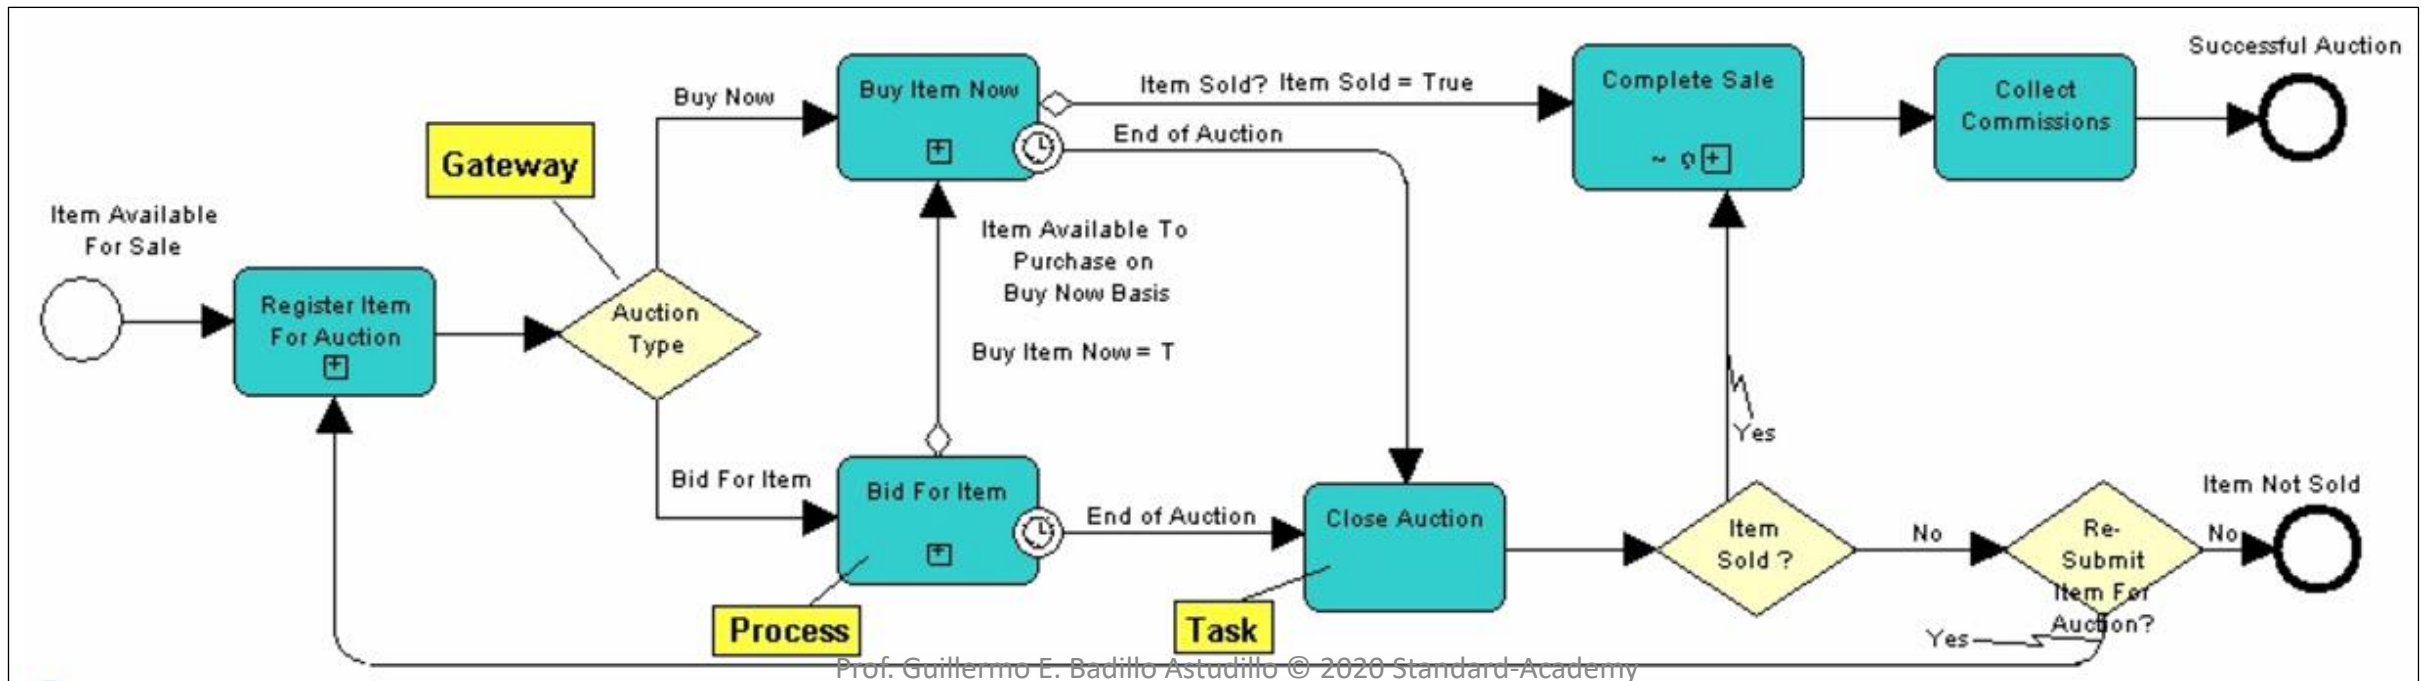 Successful Auction
Buy Item Now
Item Sold? Item Sold = True
Complete Sale
Collect
Commissions
Buy Now
End of Auction
Gateway
~
Item Available
For Sale
Register Item
For Auction
Auction
Type
Item Available To
Purchase on
Buy Now Basis
Buy Item Now = T
Yes
Bid For Item
Bid For Item
End of Auction
Close Auction
Item
Sold ?
No
Re-
Submit
Item For
Auction?
No
Item Not Sold
Process
Task
Yes
Prof. Guillermo E. Badillo Astudillo © 2020 Standard-Academy